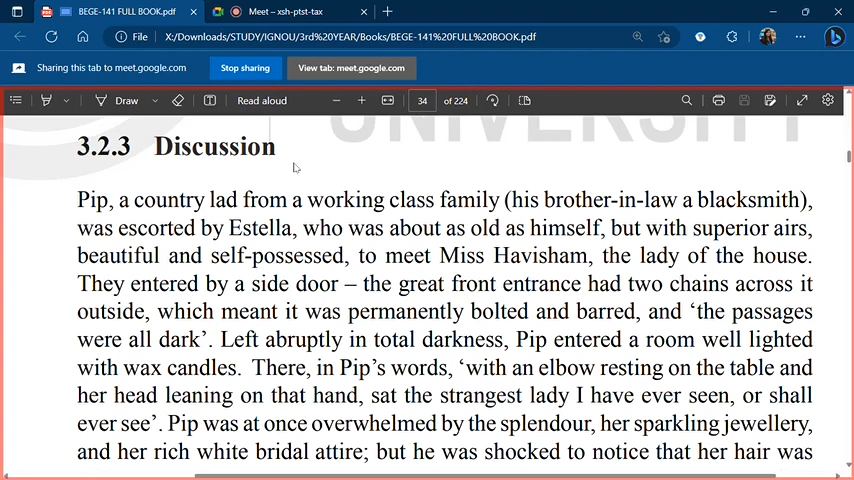 BEGE-141 FULL BOOK.pdf
Meet – xsh-ptst-tax
File X:/Downloads/STUDY/IGNOU/3rd%20YEAR/Books/BEGE-141%20FULL%20BOOK.pdf
Sharing this tab to meet.google.com Stop sharing View tab: meet.google.com
Draw Read aloud 34 of 224
UNIVERSITY
3.2.3 Discussion
Pip, a country lad from a working class family (his brother-in-law a blacksmith),
was escorted by Estella, who was about as old as himself, but with superior airs,
beautiful and self-possessed, to meet Miss Havisham, the lady of the house.
They entered by a side door – the great front entrance had two chains across it
outside, which meant it was permanently bolted and barred, and ‘the passages
were all dark’. Left abruptly in total darkness, Pip entered a room well lighted
with wax candles. There, in Pip’s words, ‘with an elbow resting on the table and
her head leaning on that hand, sat the strangest lady I have ever seen, or shall
ever see’. Pip was at once overwhelmed by the splendour, her sparkling jewellery,
and her rich white bridal attire; but he was shocked to notice that her hair was